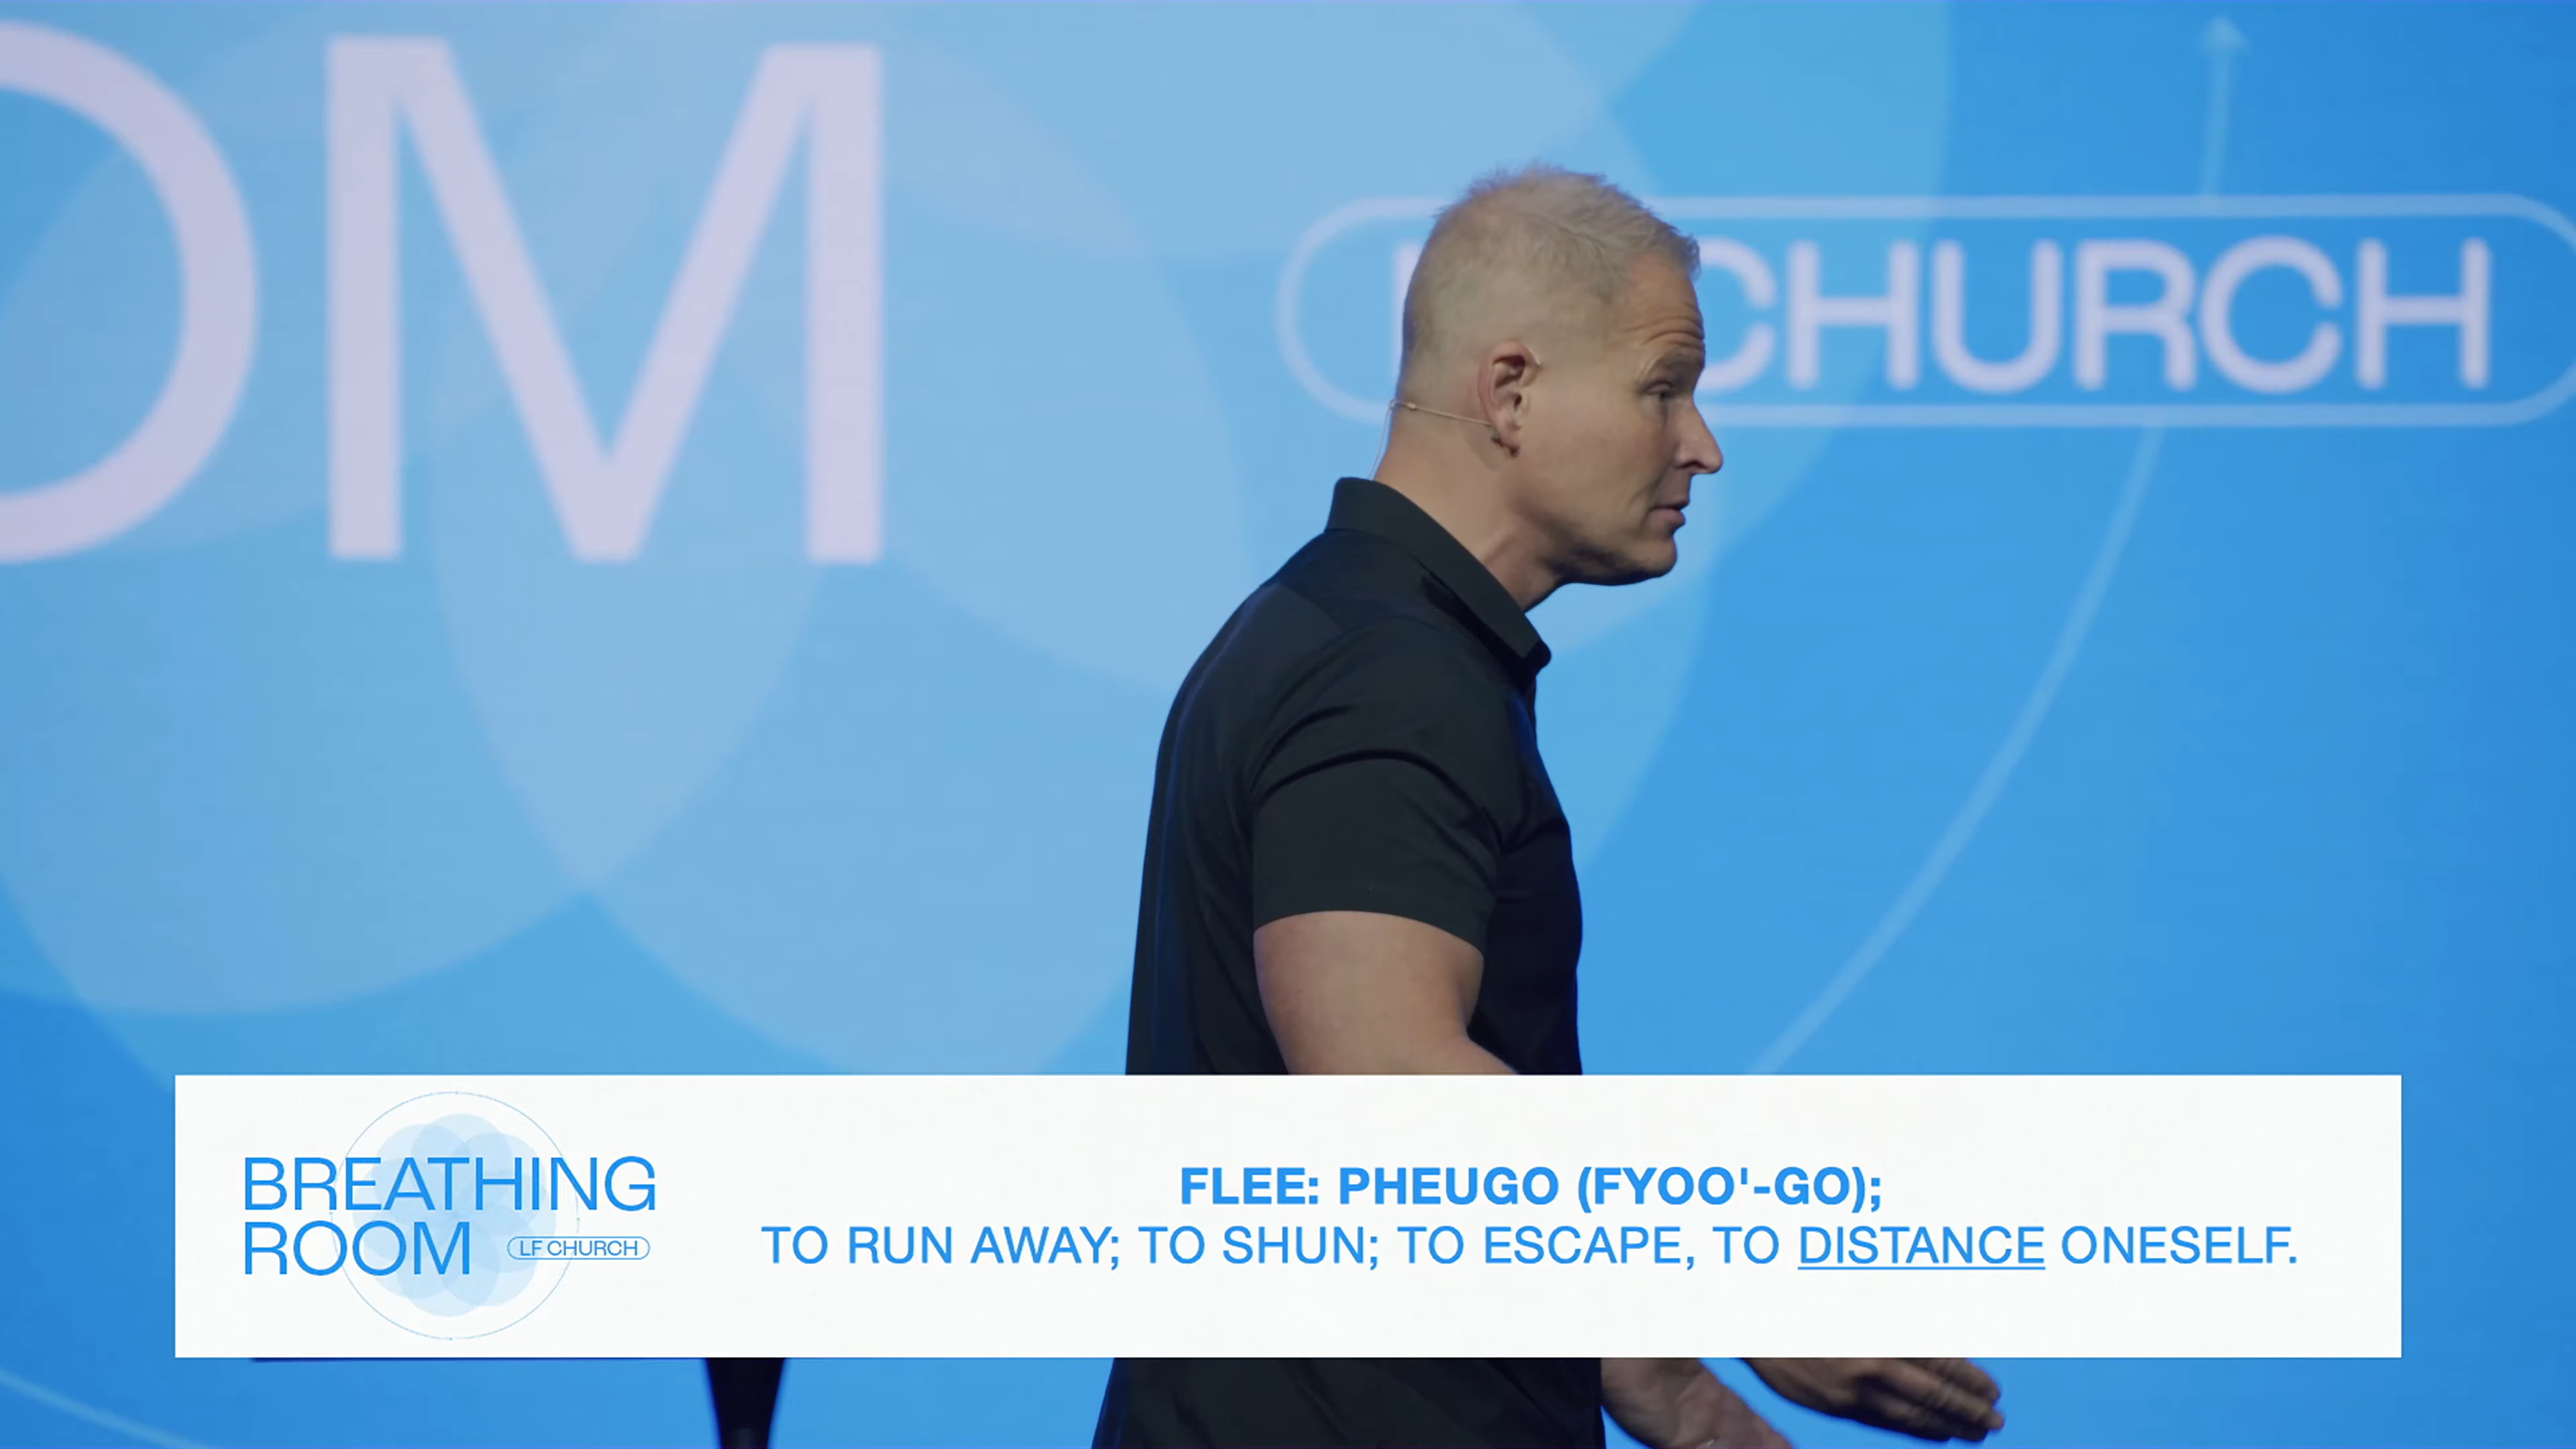 OM
CHURCH
BREATHING
ROOM
LF CHURCH
FLEE: PHEUGO (FYOO'-GO);
TO RUN AWAY; TO SHUN; TO ESCAPE, TO DISTANCE ONESELF.